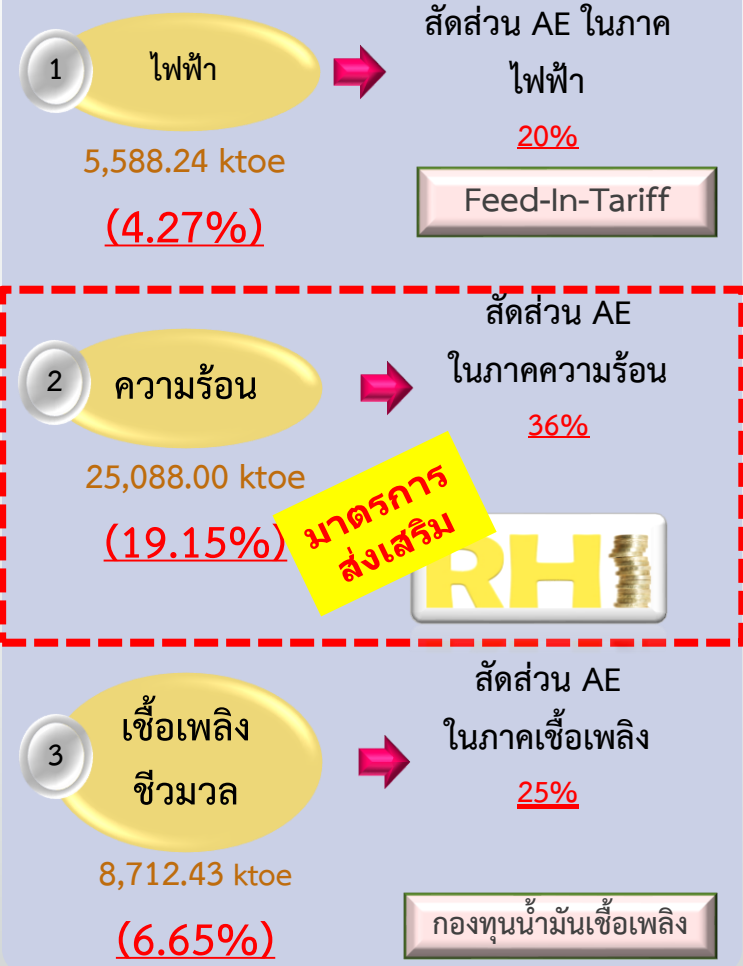 1
ไฟฟ้า
สัดส่วน AE ในภาค
ไฟฟ้า
20%
5,588.24 ktoe
(4.27%)
Feed-In-Tariff
2
ความร้อน
สัดส่วน AE
ในภาคความร้อน
36%
25,088.00 ktoe
(19.15%)
มาตรการ
ส่งเสริม
RHI
3
เชื้อเพลิง
ชีวมวล
สัดส่วน AE
ในภาคเชื้อเพลิง
25%
8,712.43 ktoe
(6.65%)
กองทุนน้ำมันเชื้อเพลิง